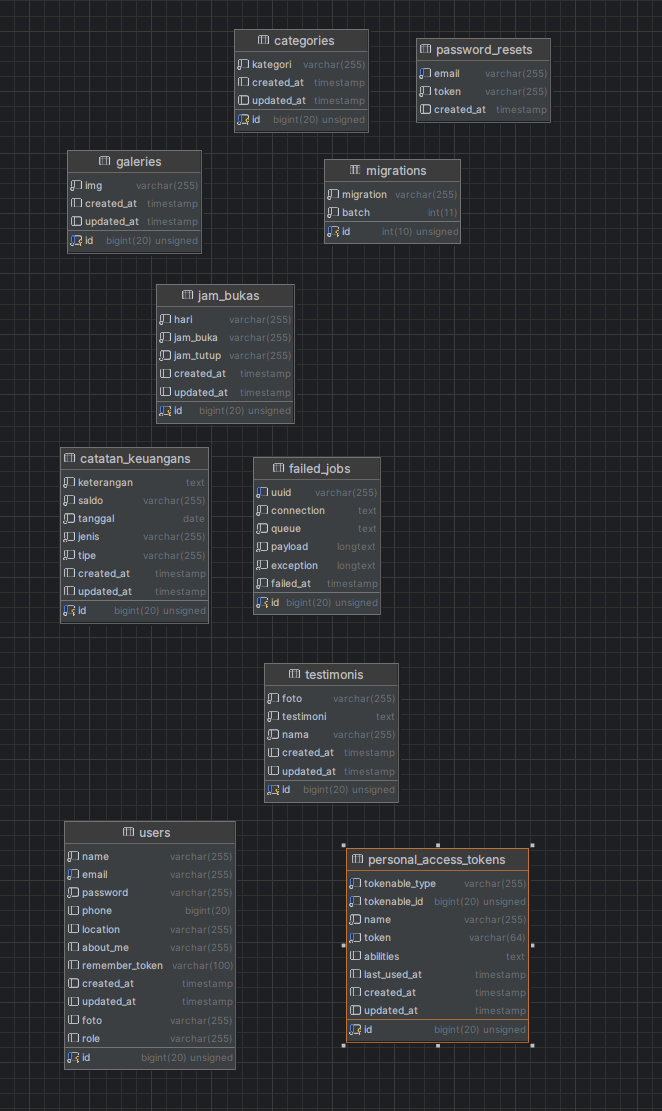 categories
kategori varchar(255)
created_at timestamp
updated_at timestamp
id bigint(20) unsigned
password_resets
email varchar(255)
token varchar(255)
created_at timestamp
galeries
img varchar(255)
created_at timestamp
updated_at timestamp
id bigint(20) unsigned
migrations
migration varchar(255)
batch int(11)
id int(10) unsigned
jam_bukas
hari varchar(255)
jam_buka varchar(255)
jam_tutup varchar(255)
created_at timestamp
updated_at timestamp
id bigint(20) unsigned
catatan_keuangans
keterangan text
saldo varchar(255)
tanggal date
jenis varchar(255)
tipe varchar(255)
created_at timestamp
updated_at timestamp
id bigint(20) unsigned
failed_jobs
uuid varchar(255)
connection text
queue text
payload longtext
exception longtext
failed_at timestamp
id bigint(20) unsigned
testimonis
foto varchar(255)
testimoni text
nama varchar(255)
created_at timestamp
updated_at timestamp
id bigint(20) unsigned
users
name varchar(255)
email varchar(255)
password varchar(255)
phone bigint(20)
location varchar(255)
about_me varchar(255)
remember_token varchar(100)
created_at timestamp
updated_at timestamp
foto varchar(255)
role varchar(255)
id bigint(20) unsigned
personal_access_tokens
tokenable_type varchar(255)
tokenable_id bigint(20) unsigned
name varchar(255)
token varchar(64)
abilities text
last_used_at timestamp
created_at timestamp
updated_at timestamp
id bigint(20) unsigned